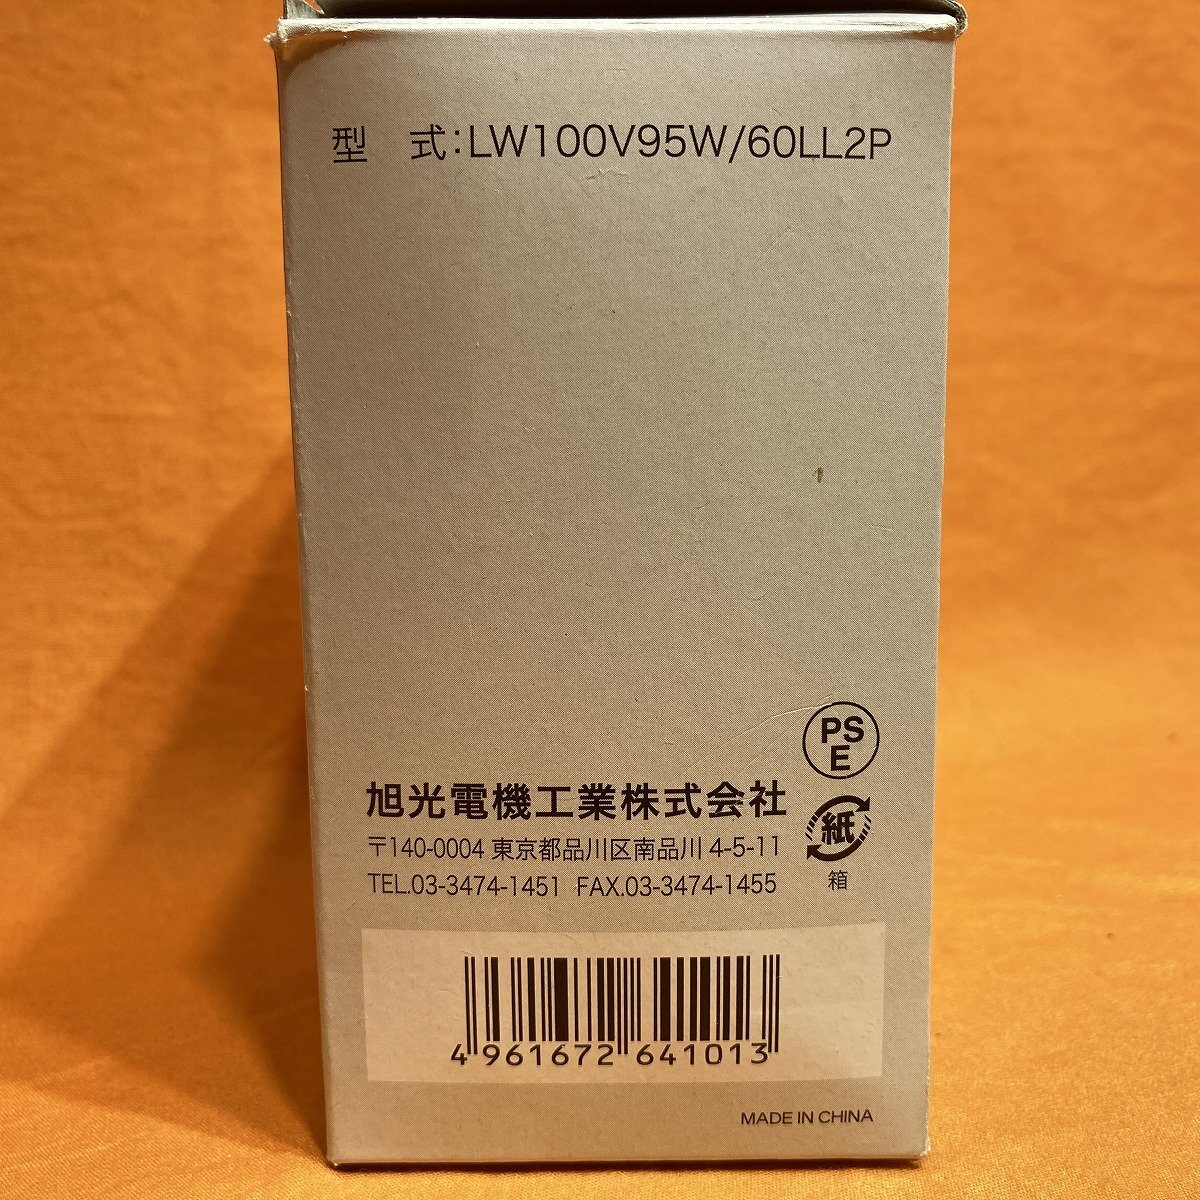 型　式：LW100V95W/60LL2P
PS
E
旭光電機工業株式会社
紙
〒140-0004 東京都品川区南品川 4-5-11
箱
TEL.03-3474-1451 FAX.03-3474-1455
4 961672 641013
MADE IN CHINA